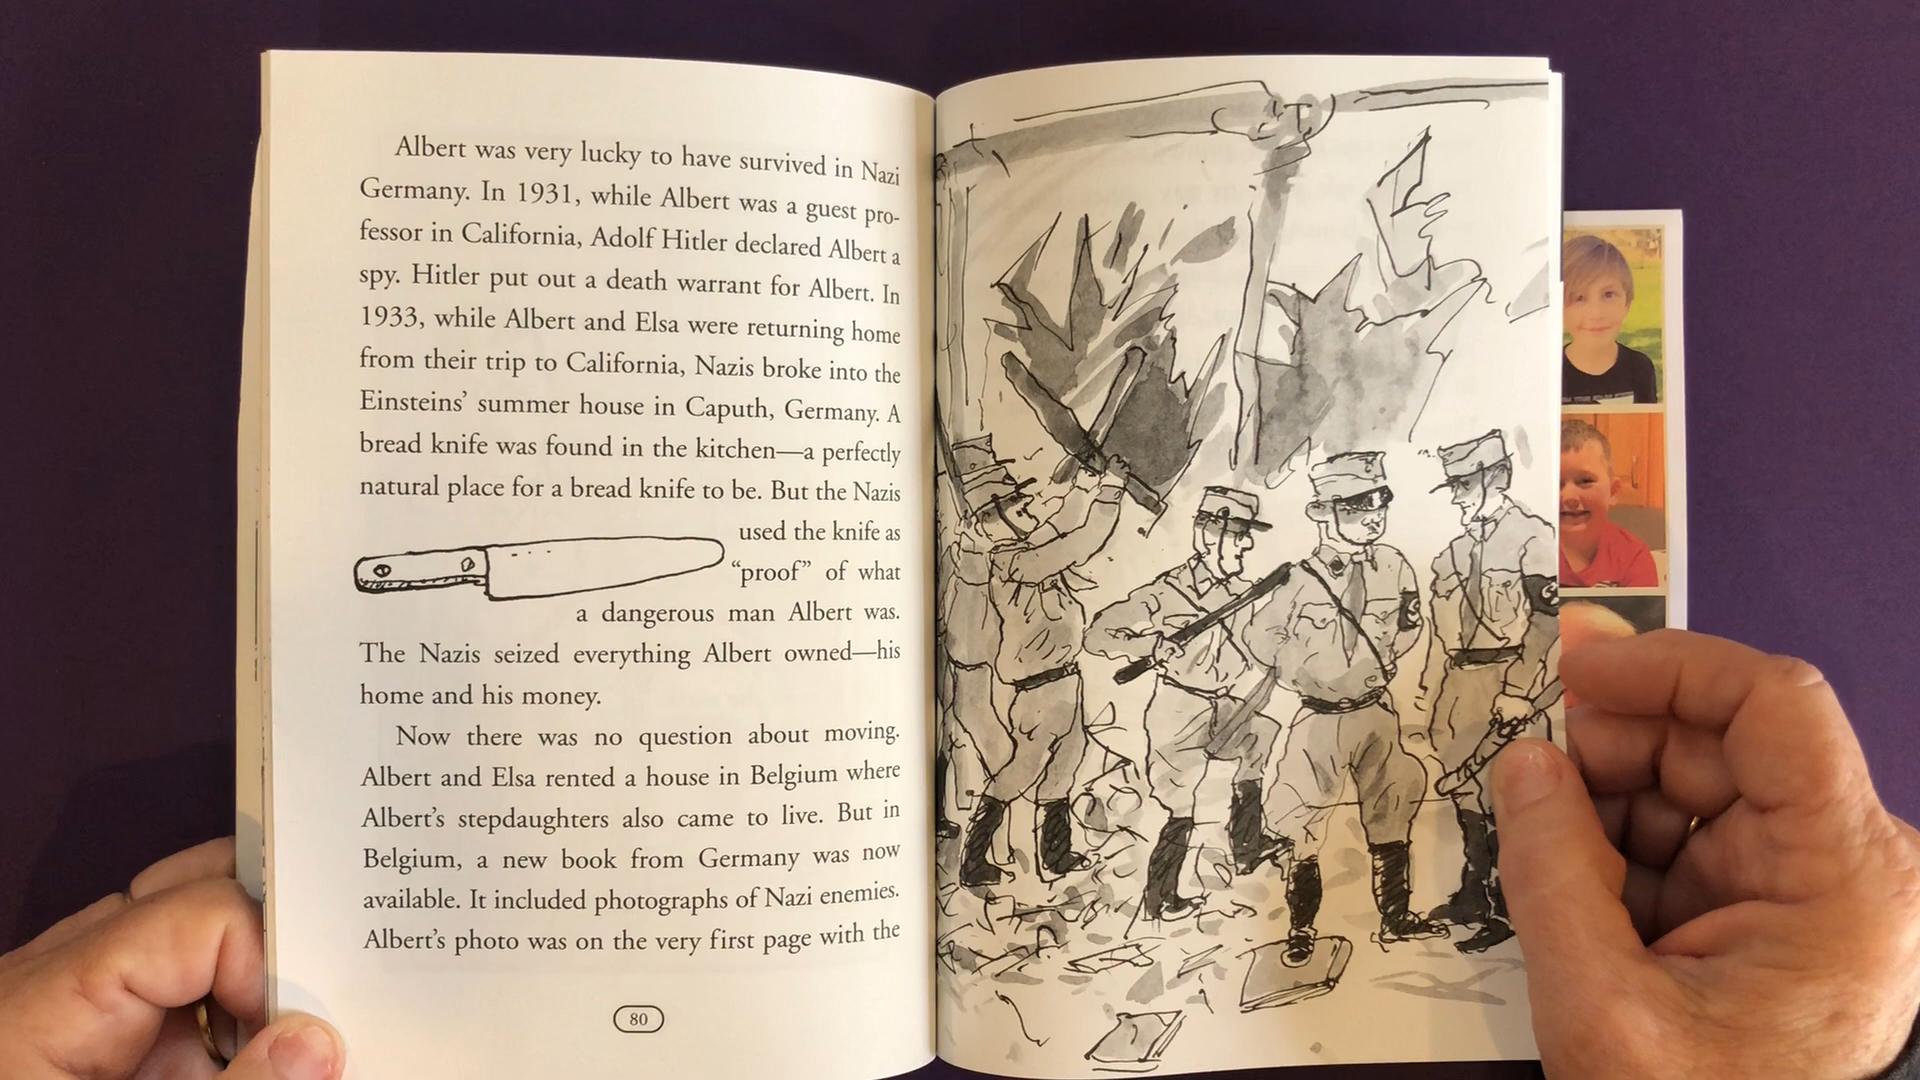 Albert was very lucky to have survived in Nazi
Germany. In 1931, while Albert was a guest pro-
fessor in California, Adolf Hitler declared Albert a
spy. Hitler put out a death warrant for Albert. In
1933, while Albert and Elsa were returning home
from their trip to California, Nazis broke into the
Einsteins’ summer house in Caputh, Germany. A
bread knife was found in the kitchen—a perfectly
natural place for a bread knife to be. But the Nazis
used the knife as
“proof” of what
a dangerous man Albert was.
The Nazis seized everything Albert owned—his
home and his money.
Now there was no question about moving.
Albert and Elsa rented a house in Belgium where
Albert’s stepdaughters also came to live. But in
Belgium, a new book from Germany was now
available. It included photographs of Nazi enemies.
Albert’s photo was on the very first page with the
80